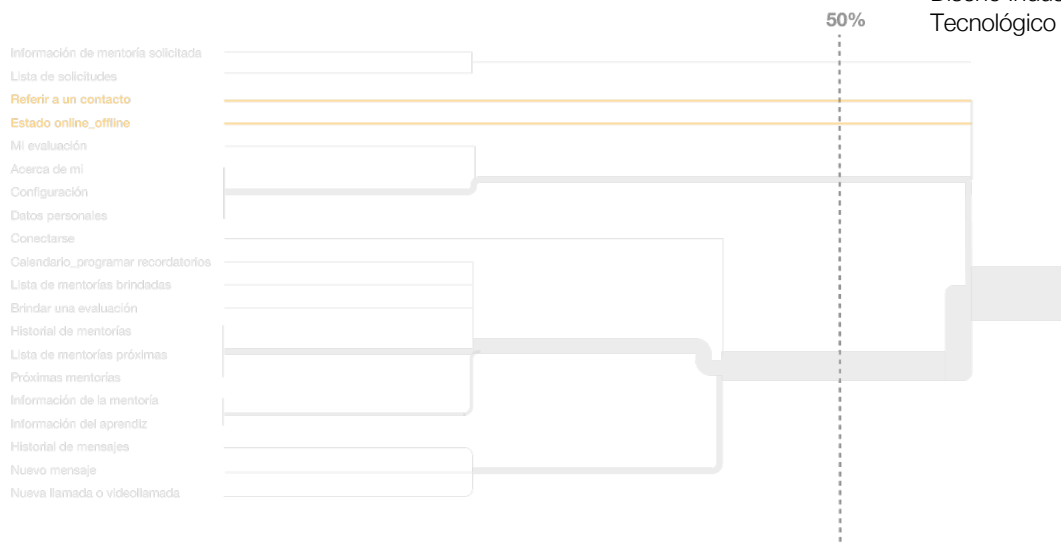 50%
Tecnológico
Información de mentoría solicitada
Lista de solicitudes
Referir a un contacto
Estado online_offline
Mi evaluación
Acerca de mi
Configuración
Datos personales
Conectarse
Calendario_programar recordatorios
Lista de mentorías brindadas
Brindar una evaluación
Historial de mentorías
Lista de mentorías próximas
Próximas mentorías
Información de la mentoría
Información del aprendiz
Historial de mensajes
Nuevo mensaje
Nueva llamada o videollamada